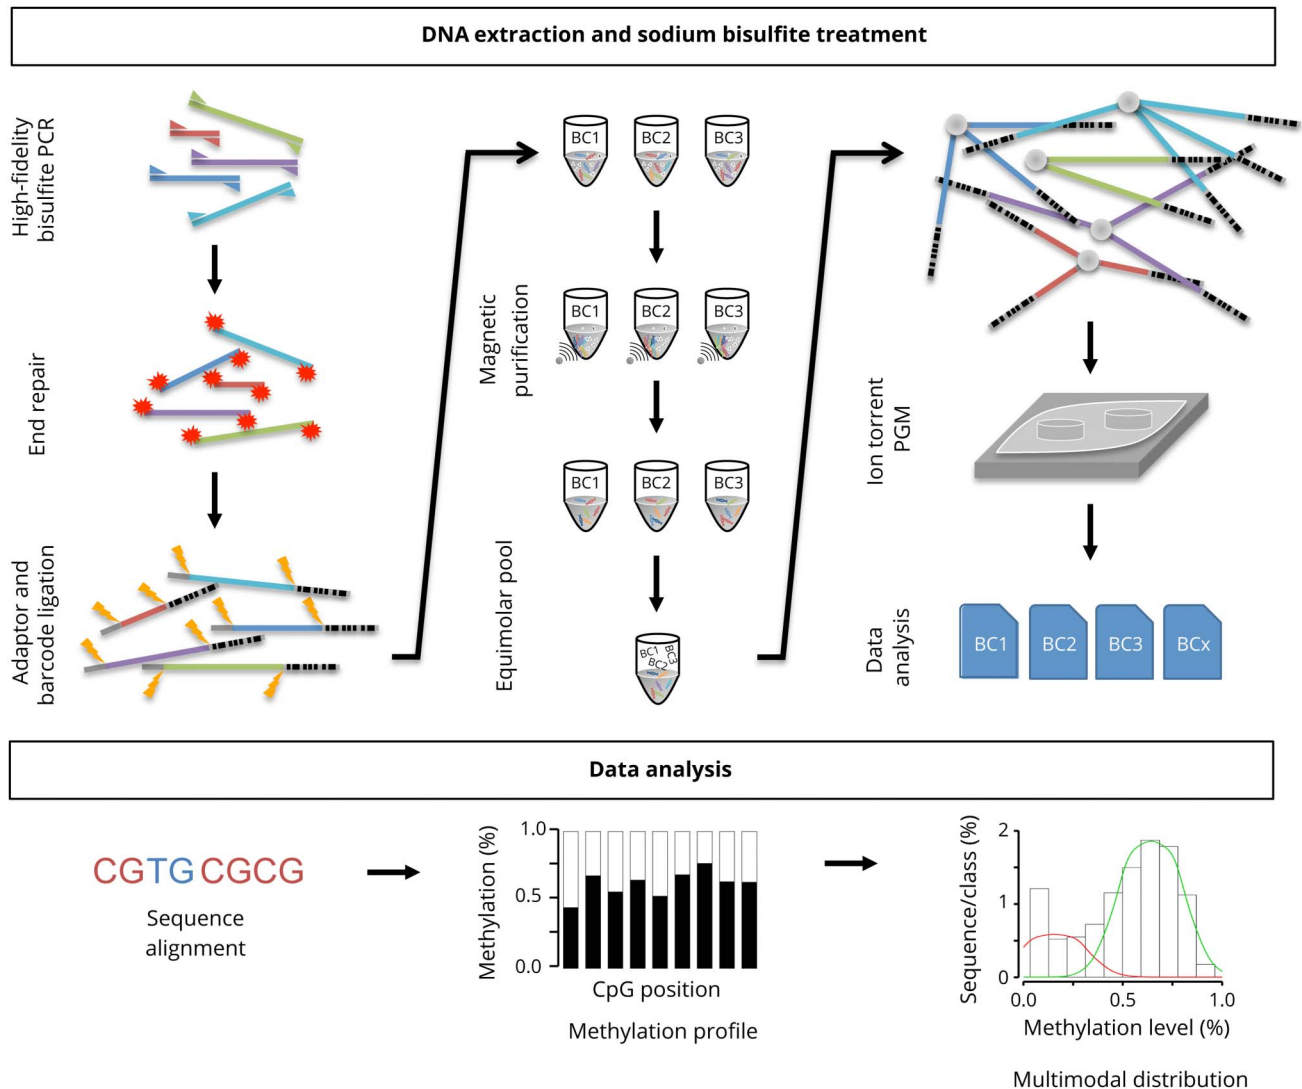 DNA extraction and sodium bisulfite treatment
High-fidelity
bisulfite PCR
End repair
Adaptor and
barcode ligation
BC1 BC2 BC3
Magnetic
purification
BC1 BC2 BC3
BC1 BC2 BC3
Equimolar pool
BC1
BC2
BC3
Ion torrent
PGM
Data
analysis
BC1 BC2 BC3 BCx
Data analysis
CGTG CGCG
Sequence
alignment
Methylation (%)
1.0
0.5
0.0
CpG position
Methylation profile
Sequence/class (%)
2
1
0
0.0 0.5 1.0
Methylation level (%)
Multimodal distribution